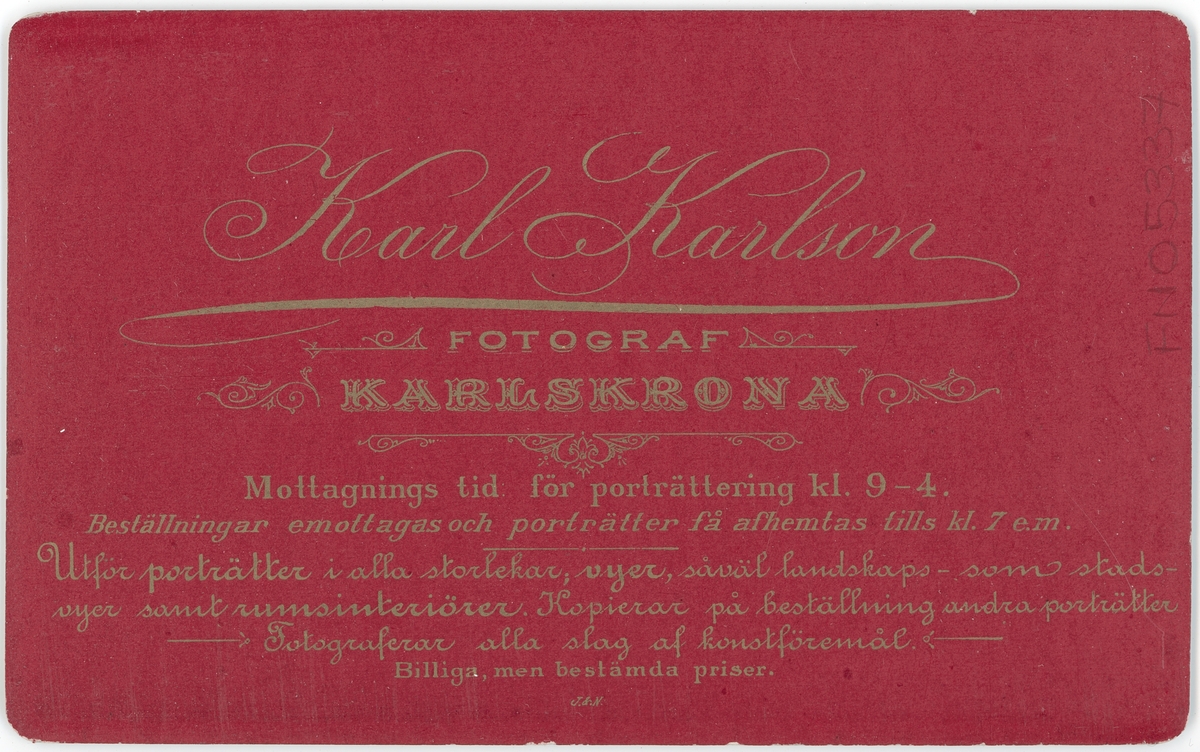 Karl Karlson
FOTOGRAF
KARLSKRONA
Mottagnings tid: för porträttering kl. 9–4.
Beställningar emottagas och porträtter få afhemtas tills kl. 7 e.m.
Utför porträtter i alla storlekar, vyer, såväl landskaps- som stads-
vyer samt rumsinteriörer. Kopierar på beställning andra porträtter
Fotograferar alla slag af konstföremål.
Billiga, men bestämda priser.
J.&N.
FN05337